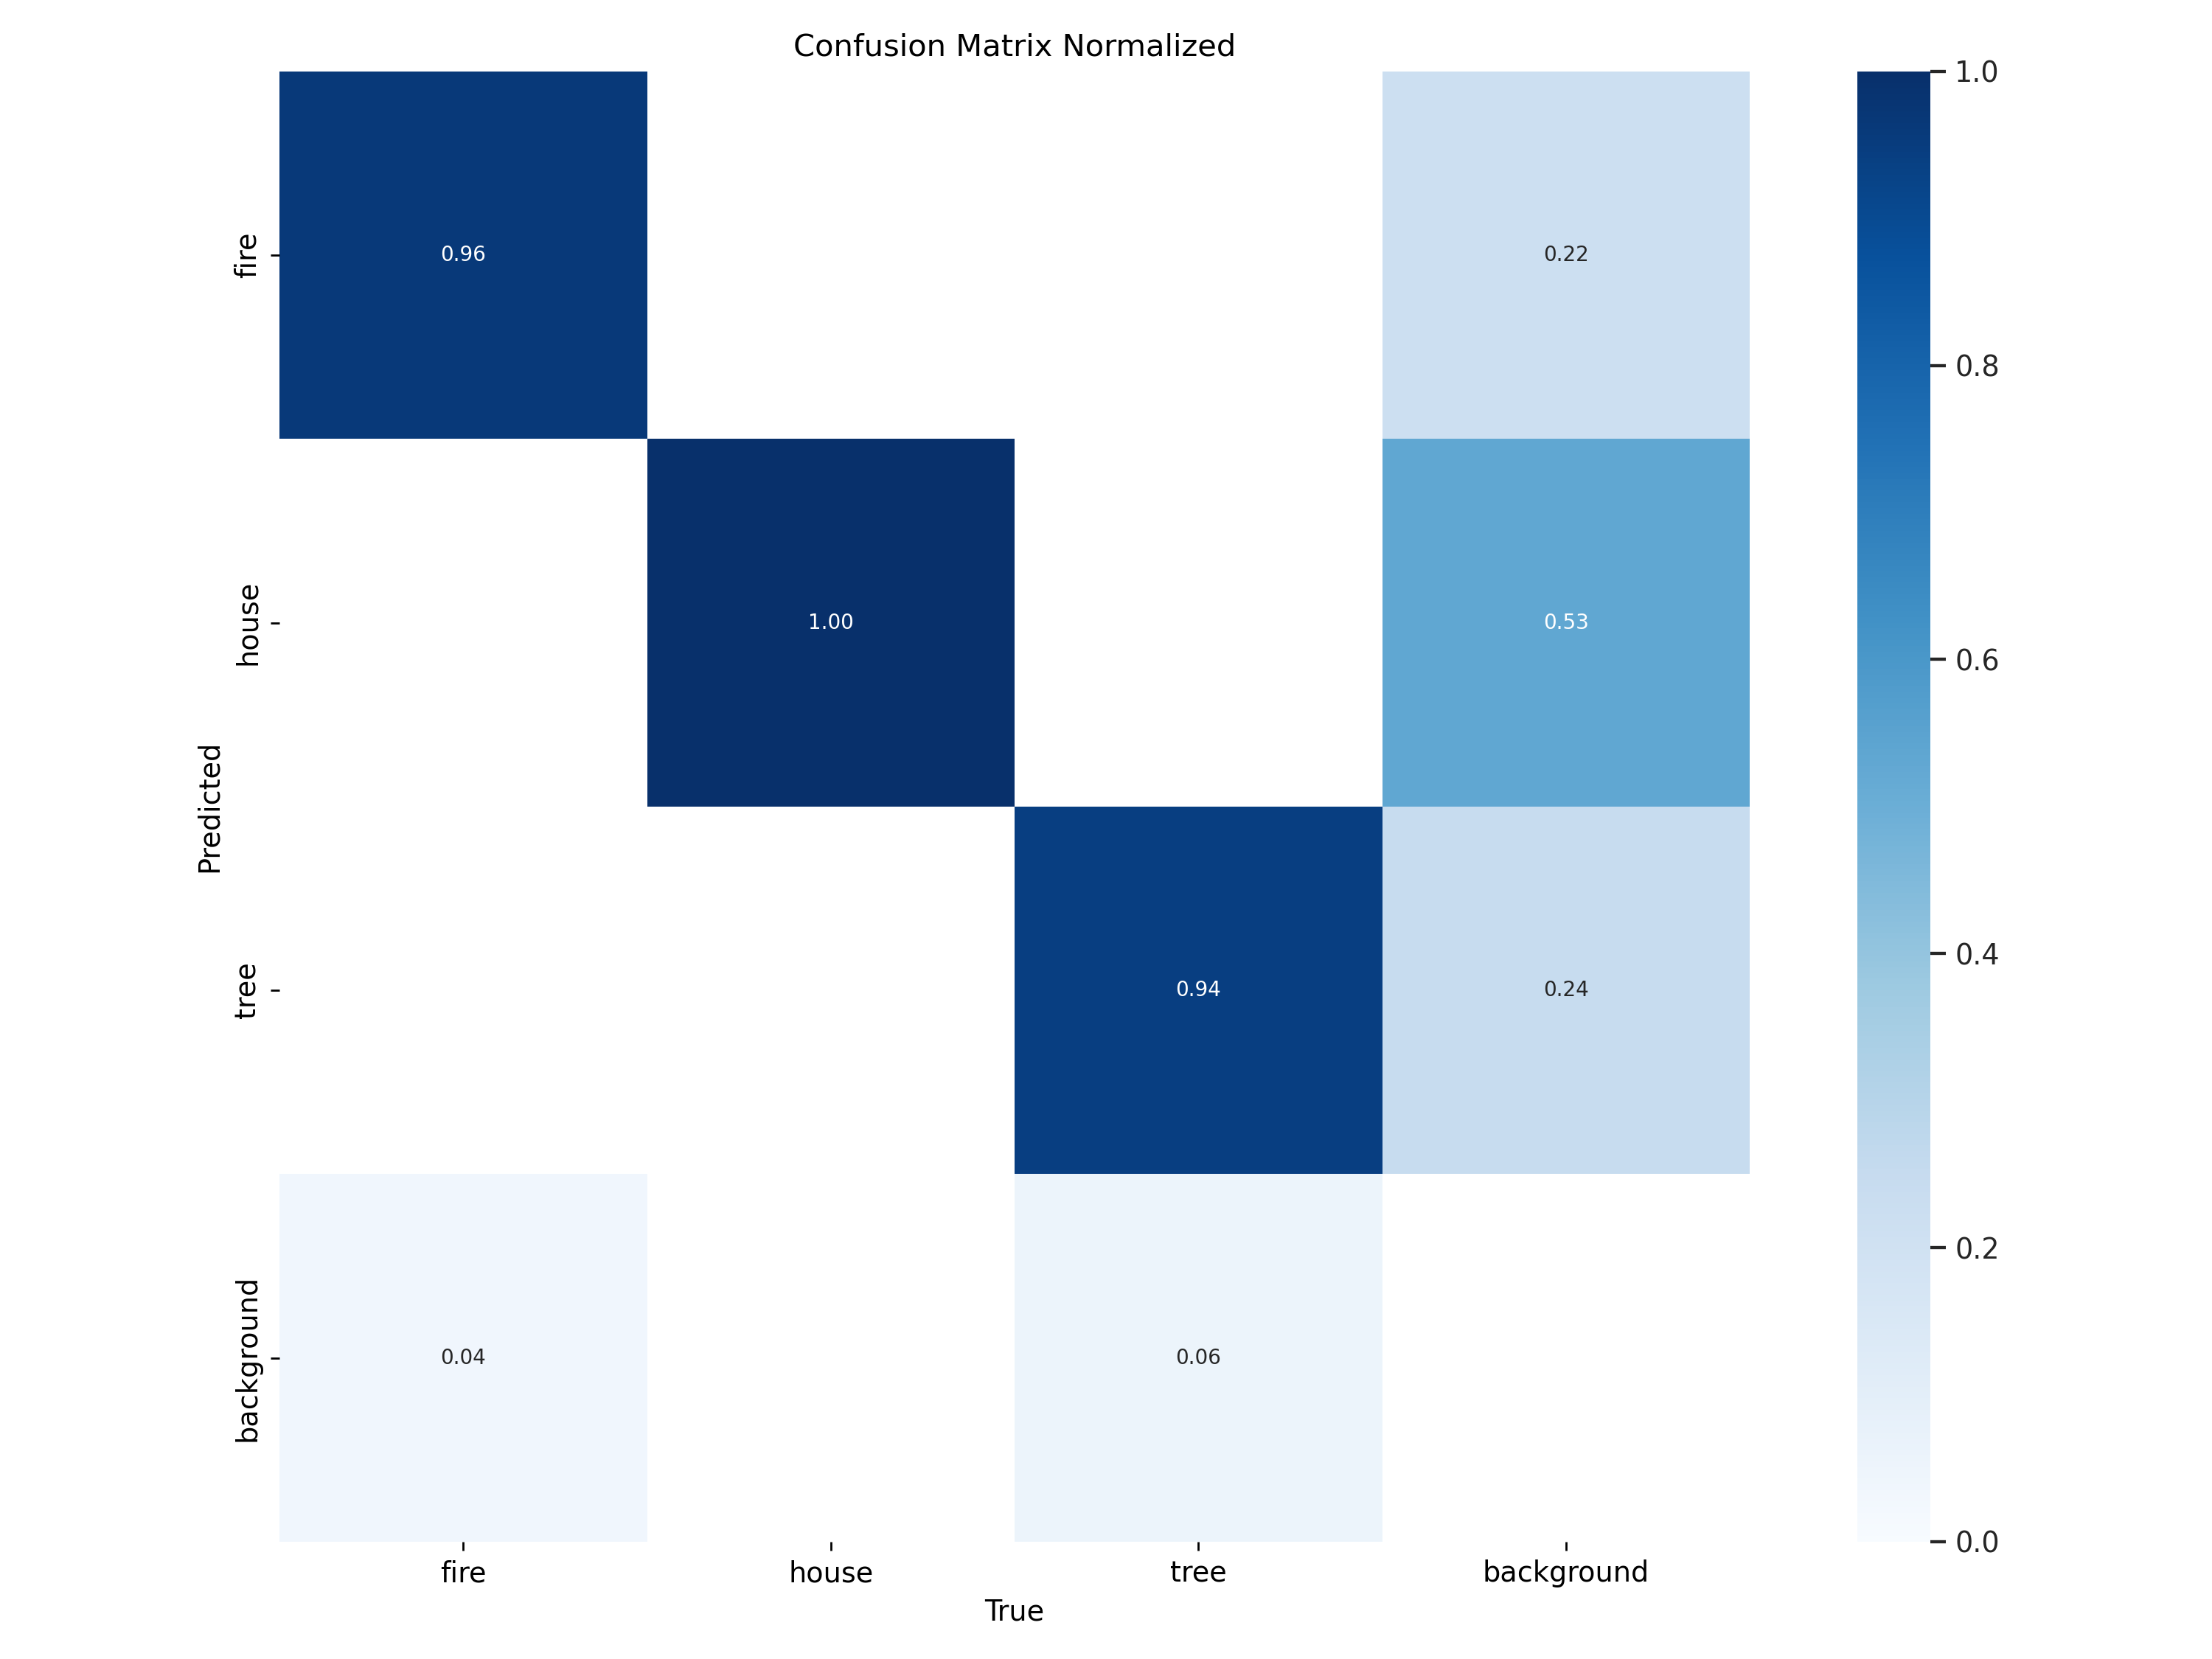 Confusion Matrix Normalized
fire
0.96
0.22
house
1.00
0.53
Predicted
tree
0.94
0.24
background
0.04
0.06
fire
house
tree
background
True
1.0
0.8
0.6
0.4
0.2
0.0